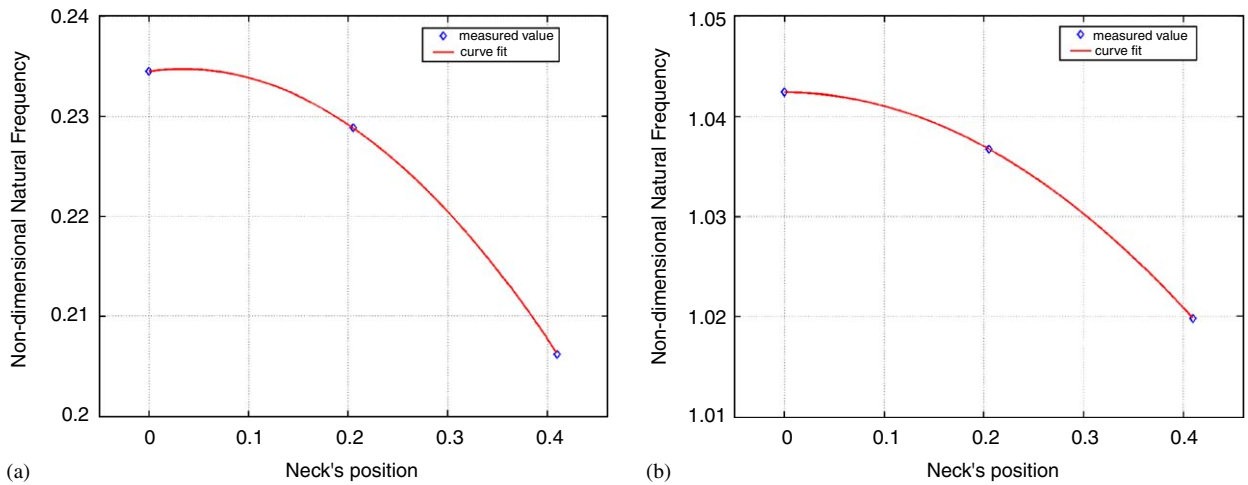 0.24
0.23
0.22
0.21
0.2
Non-dimensional Natural Frequency
measured value
curve fit
0 0.1 0.2 0.3 0.4
Neck's position
(a)
1.05
1.04
1.03
1.02
1.01
Non-dimensional Natural Frequency
measured value
curve fit
0 0.1 0.2 0.3 0.4
Neck's position
(b)